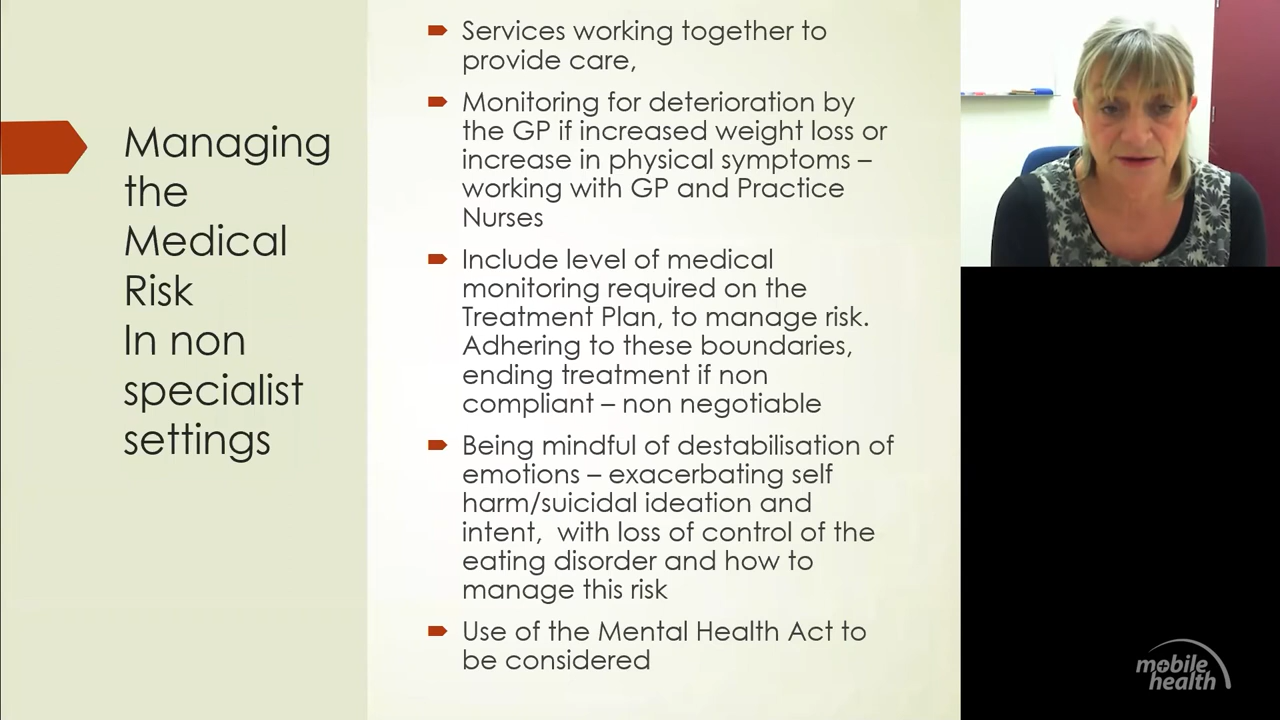 Managing
the
Medical
Risk
In non
specialist
settings
Services working together to
provide care,
Monitoring for deterioration by
the GP if increased weight loss or
increase in physical symptoms –
working with GP and Practice
Nurses
Include level of medical
monitoring required on the
Treatment Plan, to manage risk.
Adhering to these boundaries,
ending treatment if non
compliant – non negotiable
Being mindful of destabilisation of
emotions – exacerbating self
harm/suicidal ideation and
intent,  with loss of control of the
eating disorder and how to
manage this risk
Use of the Mental Health Act to
be considered
mobile
health